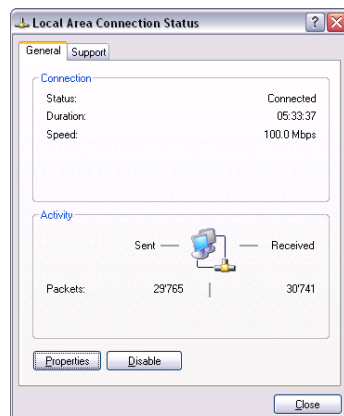 Local Area Connection Status
General Support
Connection
Status: Connected
Duration: 05:33:37
Speed: 100.0 Mbps
Activity
Sent Received
Packets: 29'765 30'741
Properties Disable
Close